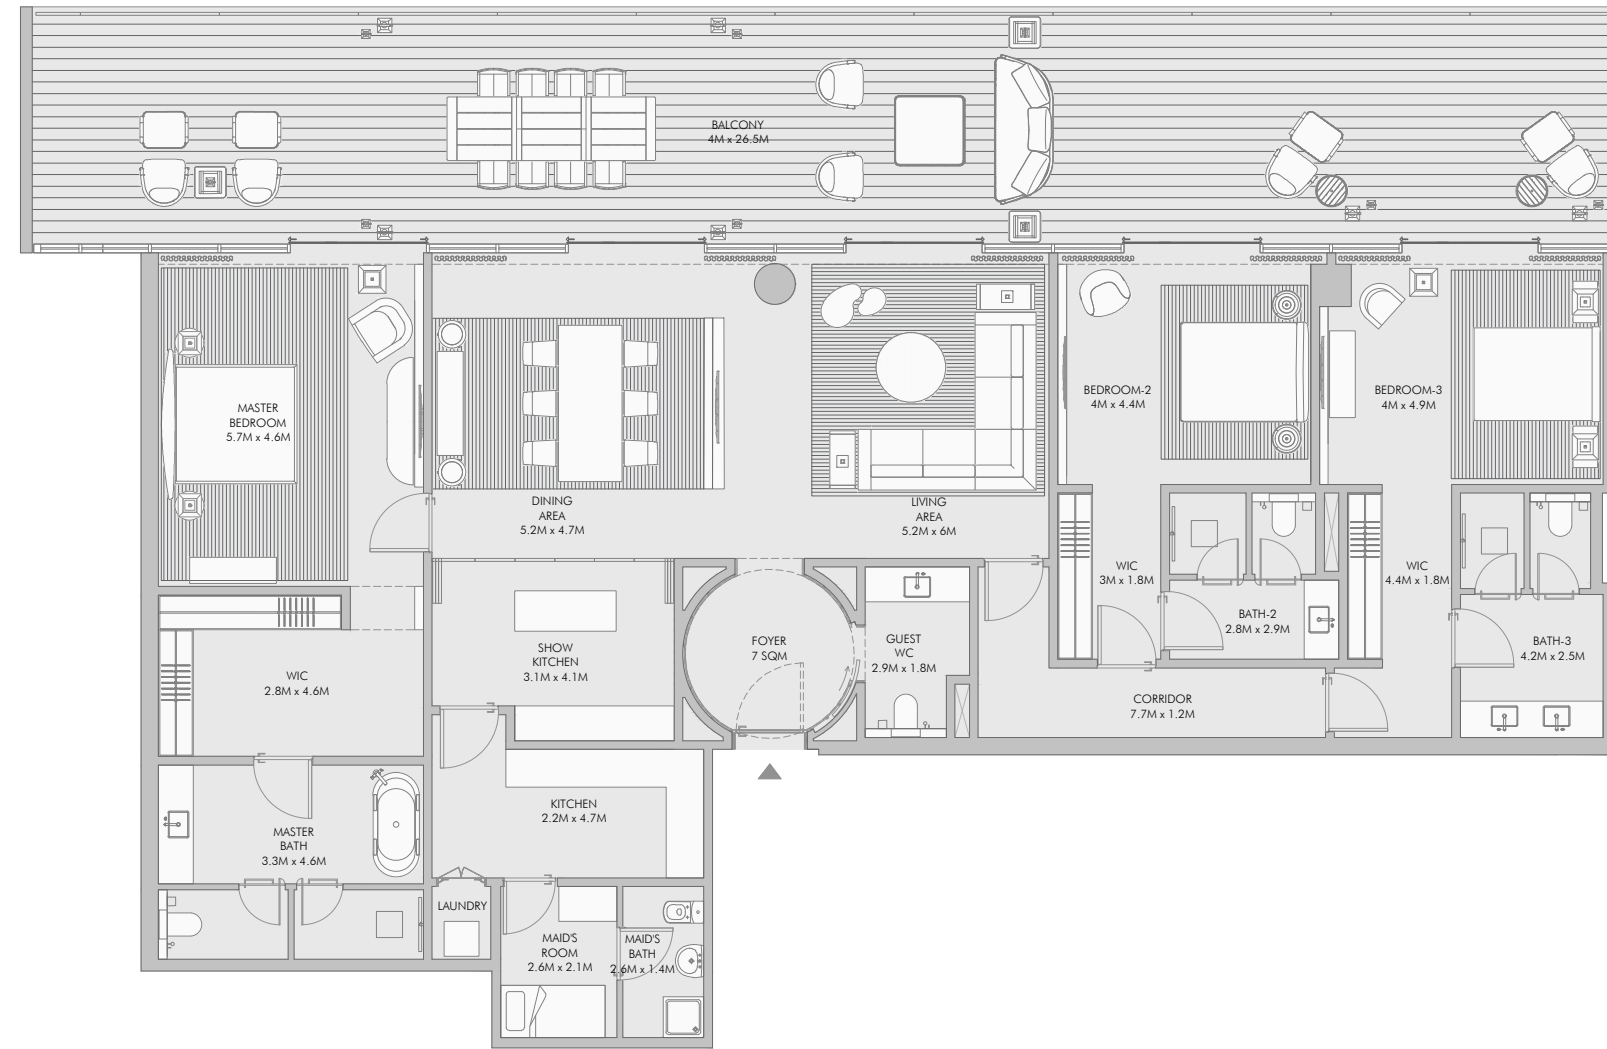 BALCONY
4M x 26.5M
MASTER
BEDROOM
5.7M x 4.6M
DINING
AREA
5.2M x 4.7M
LIVING
AREA
5.2M x 6M
BEDROOM-2
4M x 4.4M
BEDROOM-3
4M x 4.9M
WIC
3M x 1.8M
BATH-2
2.8M x 2.9M
WIC
4.4M x 1.8M
BATH-3
4.2M x 2.5M
SHOW
KITCHEN
3.1M x 4.1M
FOYER
7 SQM
GUEST
WC
2.9M x 1.8M
CORRIDOR
7.7M x 1.2M
WIC
2.8M x 4.6M
KITCHEN
2.2M x 4.7M
MASTER
BATH
3.3M x 4.6M
LAUNDRY
MAID'S
ROOM
2.6M x 2.1M
MAID'S
BATH
2.6M x 1.4M